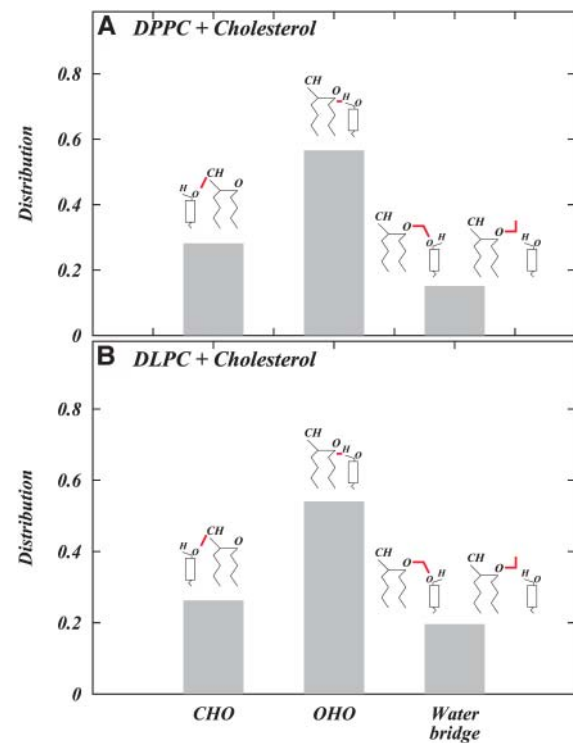 A DPPC + Cholesterol
0.8
0.6
0.4
0.2
0
Distribution
CH
O
H
O
CH
O
H
O
CH
O
O
H
CH
O
H
O
B DLPC + Cholesterol
0.8
0.6
0.4
0.2
0
Distribution
CH
O
H
O
CH
O
H
O
CH
O
O
H
CH
O
H
O
CHO
OHO
Water
bridge